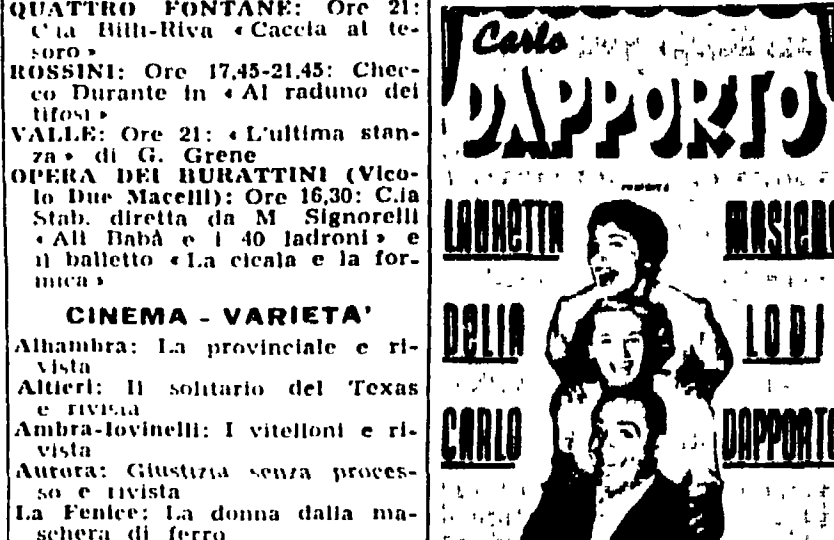 QUATTRO FONTANE: Ore 21:
C.ia Billi-Riva «Caccia al te-
soro»
ROSSINI: Ore 17,45-21,45: Chec-
co Durante in «Al raduno dei
tifosi»
VALLE: Ore 21: «L'ultima stan-
za» di G. Grene
OPERA DEI BURATTINI (Vico-
lo Due Macelli): Ore 16,30: C.ia
Stab. diretta da M Signorelli
«Alì Babà e i 40 ladroni» e
il balletto «La cicala e la for-
mica»
CINEMA - VARIETA'
Alhambra: La provinciale e ri-
vista
Altieri: Il solitario del Texas
e rivista
Ambra-Iovinelli: I vitelloni e ri-
vista
Aurora: Giustizia senza proces-
so e rivista
La Fenice: La donna dalla ma-
schera di ferro
Carlo
DAPPORTO
LAURETTA MASIERO
DELIA LODI
CARLO DAPPORTO